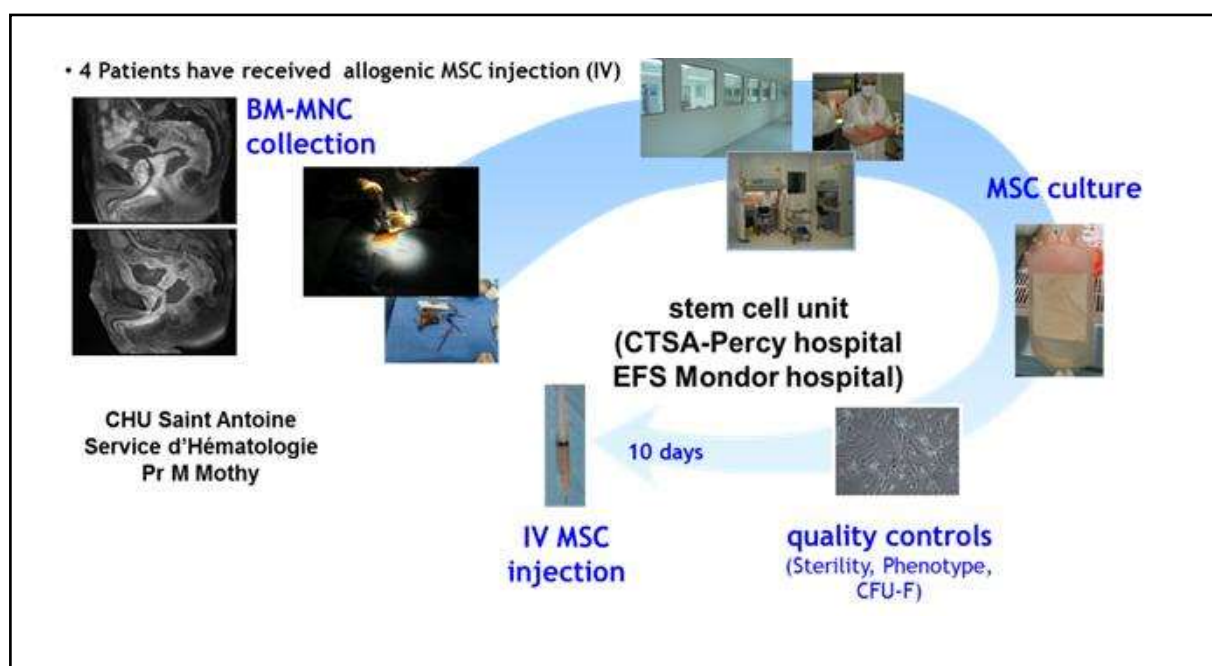 • 4 Patients have received allogenic MSC injection (IV)
BM-MNC
collection
MSC culture
stem cell unit
(CTSA-Percy hospital
EFS Mondor hospital)
CHU Saint Antoine
Service d'Hématologie
Pr M Mothy
10 days
IV MSC
injection
quality controls
(Sterility, Phenotype,
CFU-F)